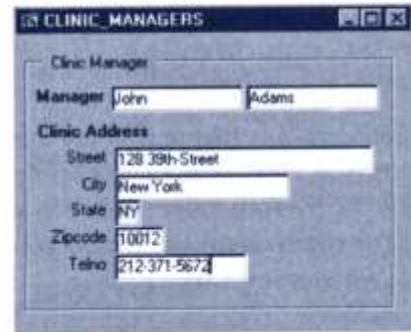 CLINIC_MANAGERS
Clinic Manager
Manager John Adams
Clinic Address
Street 128 39th-Street
City New York
State NY
Zipcode 10012
Telno 212-371-5672